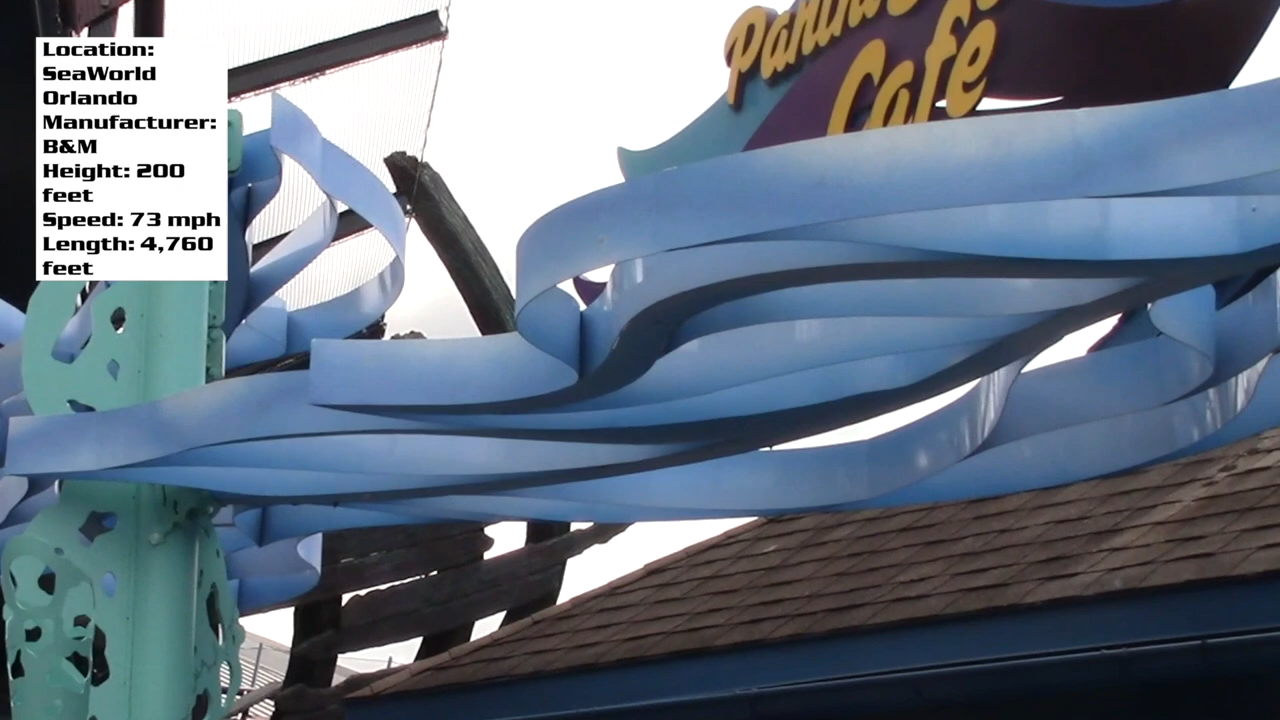 Location:
SeaWorld
Orlando
Manufacturer:
B&M
Height: 200
feet
Speed: 73 mph
Length: 4,760
feet
Cafe